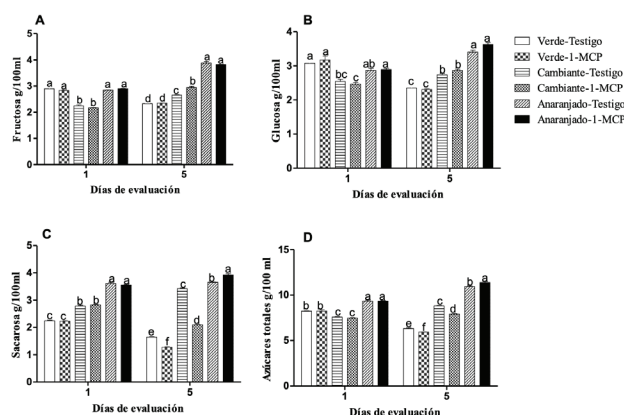 A
Fructosa g/100ml
5
4
3
2
1
0
a a b b a a
d d c b a a
1 5
Días de evaluación
B
Glucosa g/100ml
4
3
2
1
0
a a bc c ab a
c c b b a a
1 5
Días de evaluación
Verde-Testigo
Verde-1-MCP
Cambiante-Testigo
Cambiante-1-MCP
Anaranjado-Testigo
Anaranjado-1-MCP
C
Sacarosa g/100ml
5
4
3
2
1
0
c c b b a a
e f c d b a
1 5
Días de evaluación
D
Azúcares totales g/100 ml
15
10
5
0
b b c c a a
e f c d b a
1 5
Días de evaluación